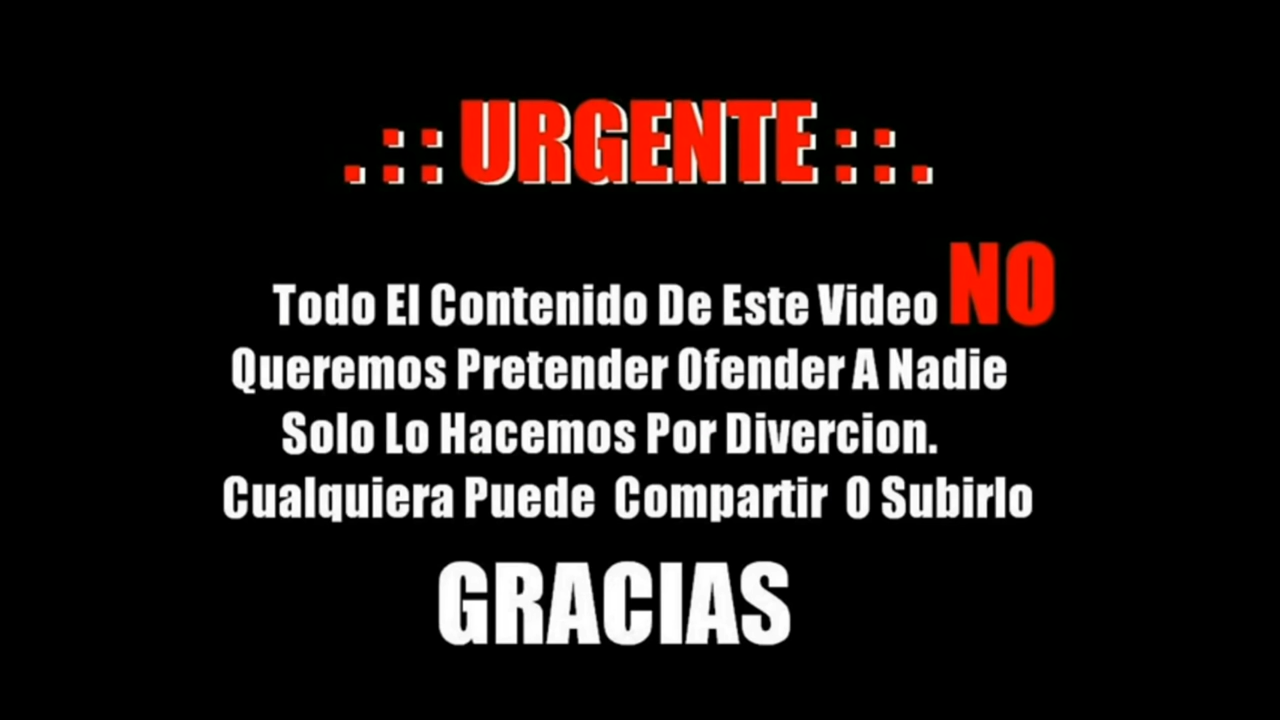 .::URGENTE::.
Todo El Contenido De Este Video NO
Queremos Pretender Ofender A Nadie
Solo Lo Hacemos Por Divercion.
Cualquiera Puede Compartir O Subirlo
GRACIAS